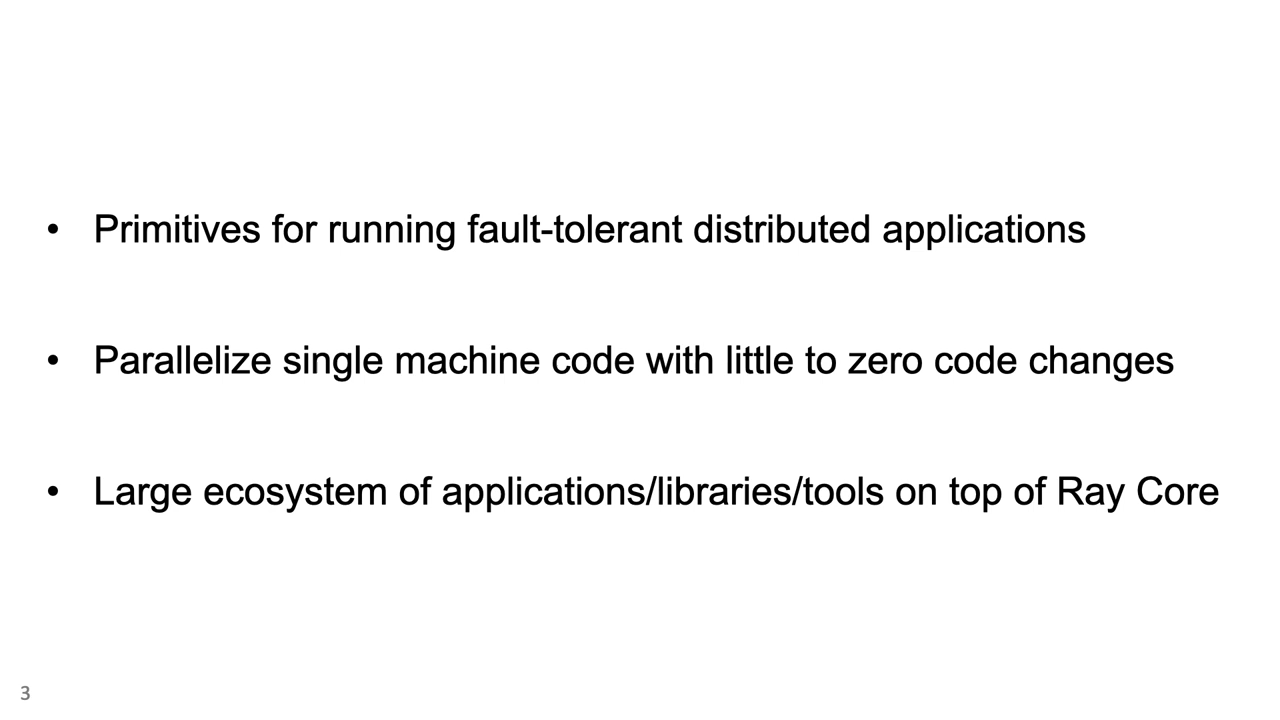 • Primitives for running fault-tolerant distributed applications
• Parallelize single machine code with little to zero code changes
• Large ecosystem of applications/libraries/tools on top of Ray Core
3